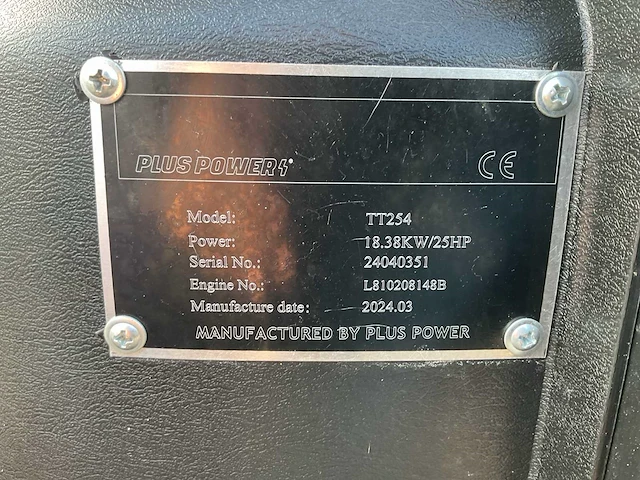 PLUS POWER
CE
Model: TT254
Power: 18.38KW/25HP
Serial No.: 24040351
Engine No.: L810208148B
Manufacture date: 2024.03
MANUFACTURED BY PLUS POWER